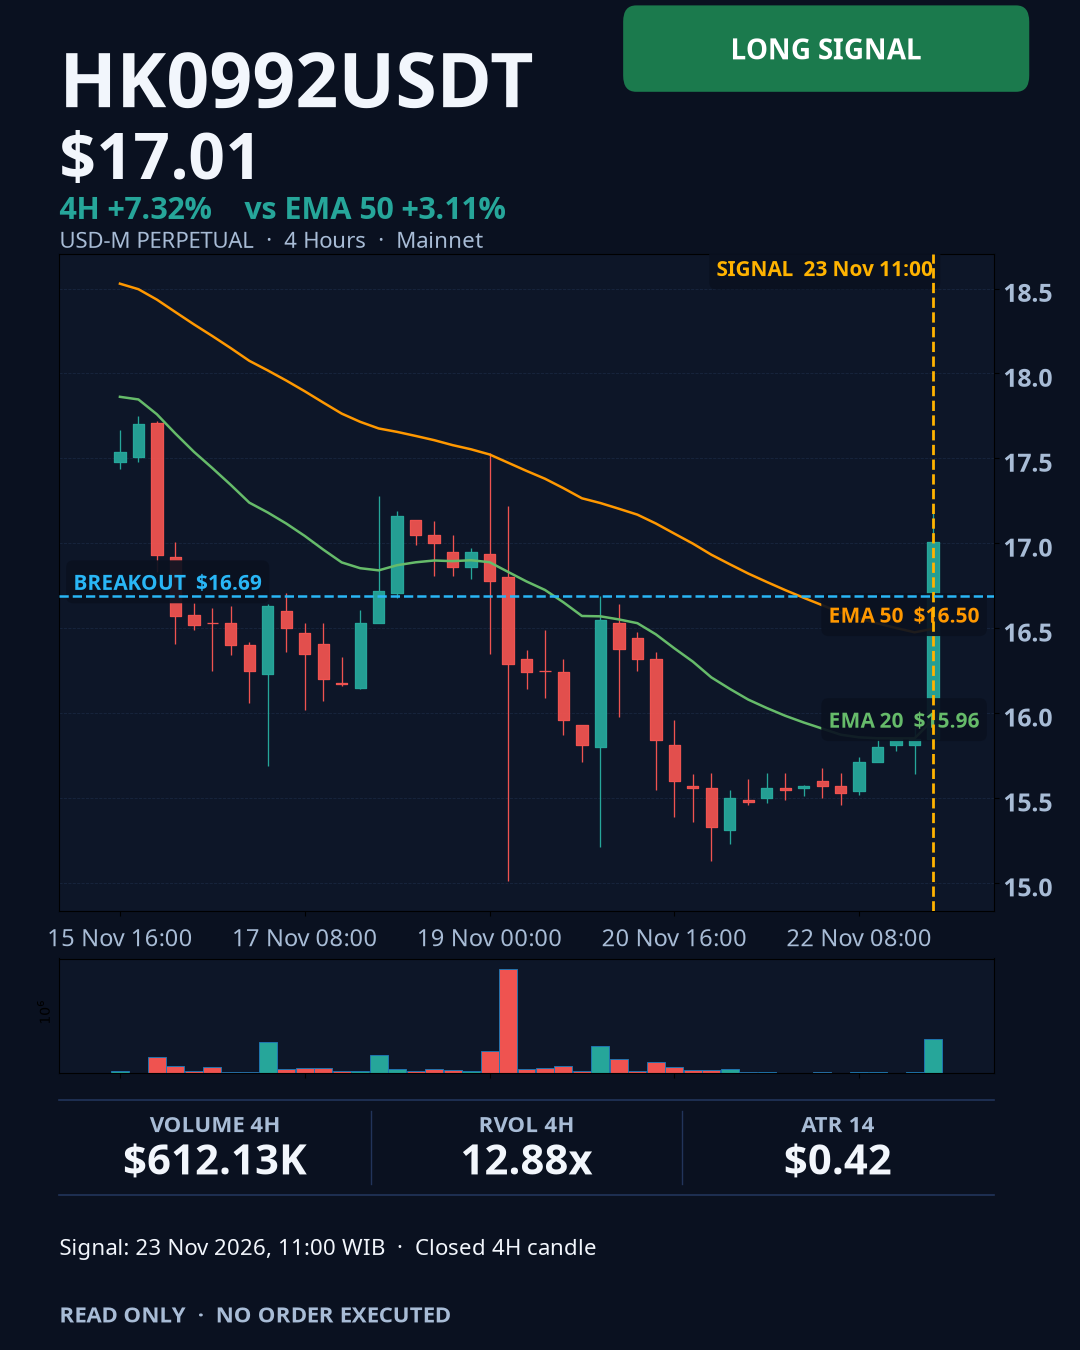 LONG SIGNAL
HK0992USDT
$17.01
4H +7.32% vs EMA 50 +3.11%
USD-M PERPETUAL · 4 Hours · Mainnet
SIGNAL 23 Nov 11:00
18.5
18.0
17.5
17.0
BREAKOUT $16.69
EMA 50 $16.50
16.5
16.0
EMA 20 $15.96
15.5
15.0
15 Nov 16:00 17 Nov 08:00 19 Nov 00:00 20 Nov 16:00 22 Nov 08:00
10⁶
VOLUME 4H RVOL 4H ATR 14
$612.13K 12.88x $0.42
Signal: 23 Nov 2026, 11:00 WIB · Closed 4H candle
READ ONLY · NO ORDER EXECUTED